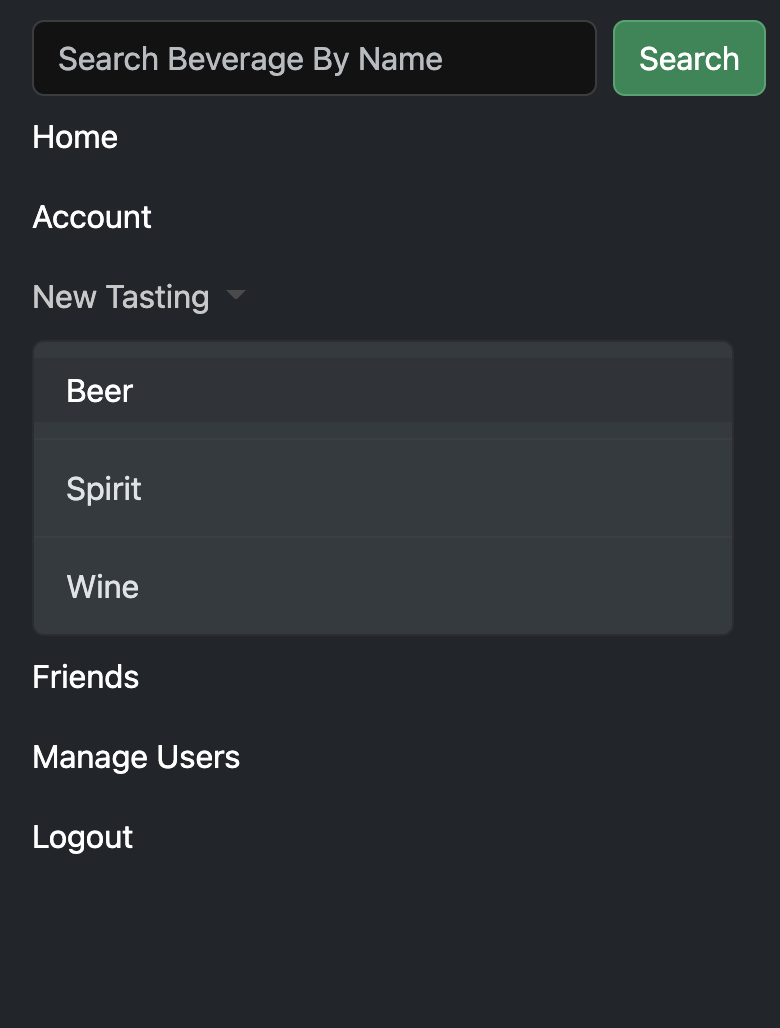 Search Beverage By Name
Search
Home
Account
New Tasting
Beer
Spirit
Wine
Friends
Manage Users
Logout